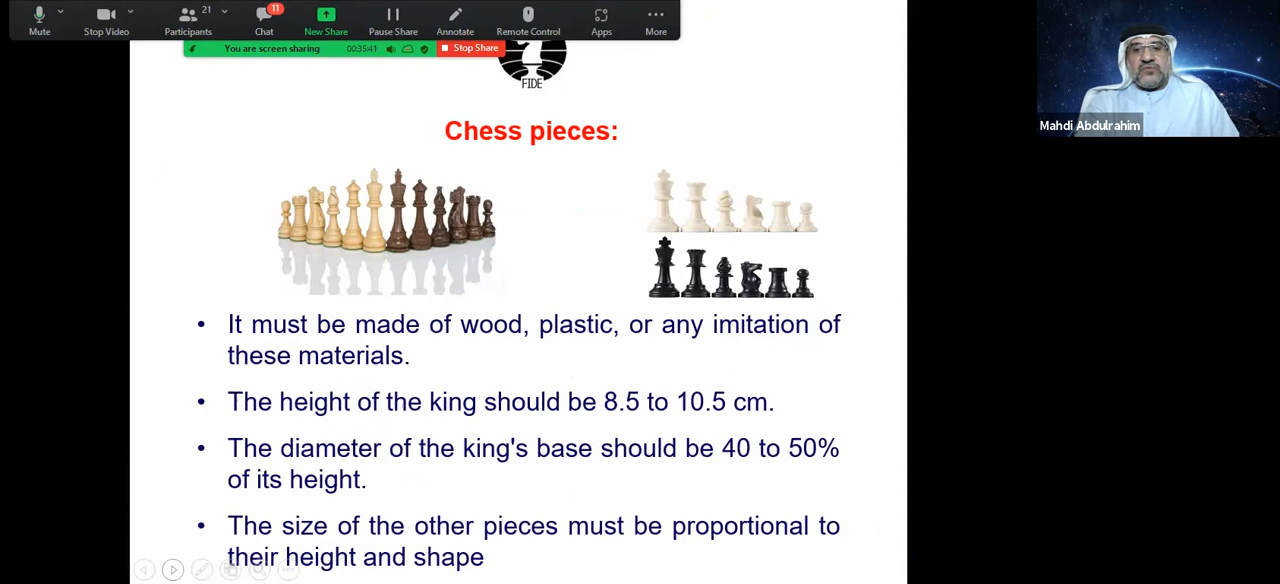 Mute
Stop Video
21
Participants
11
Chat
New Share
Pause Share
Annotate
Remote Control
Apps
More
You are screen sharing
00:35:41
Stop Share
Mahdi Abdulrahim
FIDE
Chess pieces:
• It must be made of wood, plastic, or any imitation of
these materials.
• The height of the king should be 8.5 to 10.5 cm.
• The diameter of the king's base should be 40 to 50%
of its height.
• The size of the other pieces must be proportional to
their height and shape